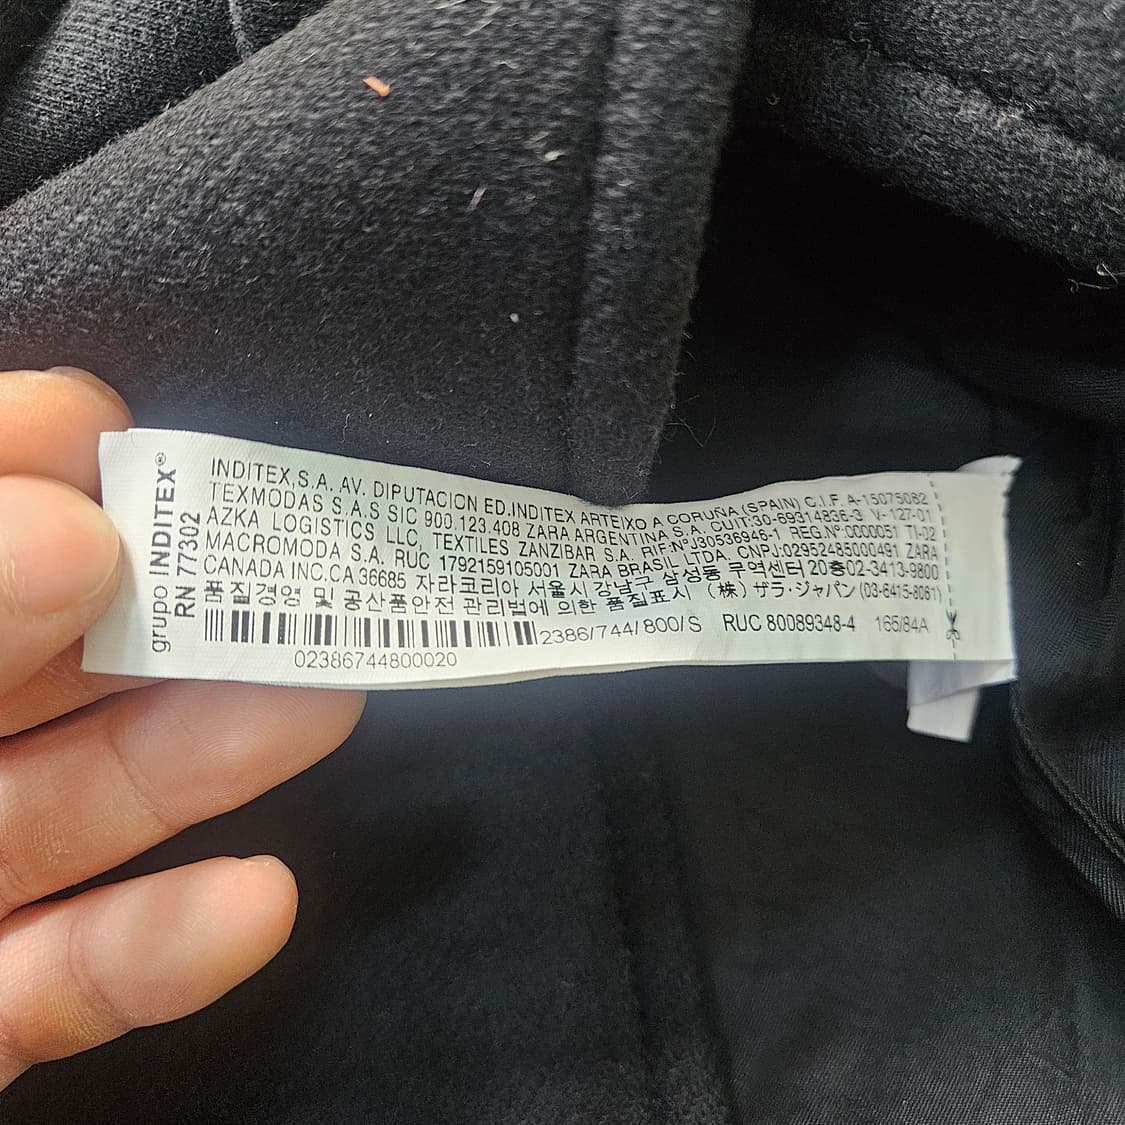 grupo INDITEX®
RN 77302
INDITEX,S.A. AV. DIPUTACION ED.INDITEX ARTEIXO A CORUÑA (SPAIN) C.I.F. A-15075062
TEXMODAS S.A.S SIC 900.123.408 ZARA ARGENTINA S.A. CUIT:30-69314836-3 V-127-01
AZKA LOGISTICS LLC, TEXTILES ZANZIBAR S.A. RIF:Nº J30536946-1 REG.Nº 0000051 TI-02
MACROMODA S.A. RUC 1792159105001 ZARA BRASIL LTDA. CNPJ:02952485000491 ZARA
CANADA INC.CA 36685 자라코리아 서울시 강남구 삼성동 무역센터 20층02-3413-9800
품질경영 및 공산품안전 관리법에 의한 품질표시 (株) ザラ・ジャパン (03-6415-8061)
2386/744/800/S RUC 80089348-4 165/84A
02386744800020